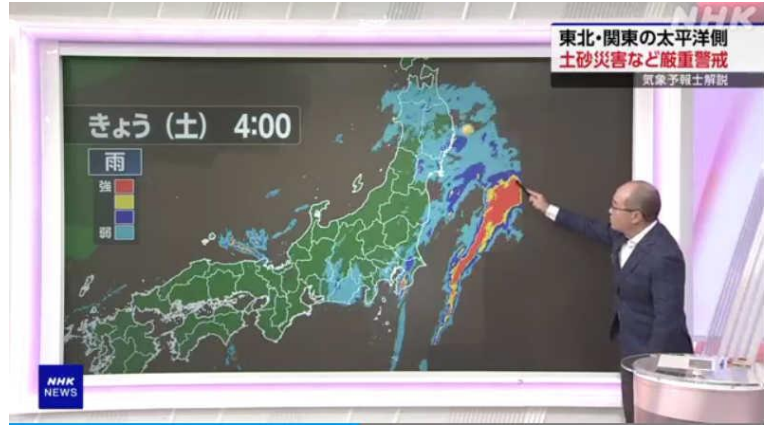 NHK
東北・関東の太平洋側
土砂災害など厳重警戒
気象予報士解説
きょう(土) 4:00
雨
強
弱
NHK
NEWS